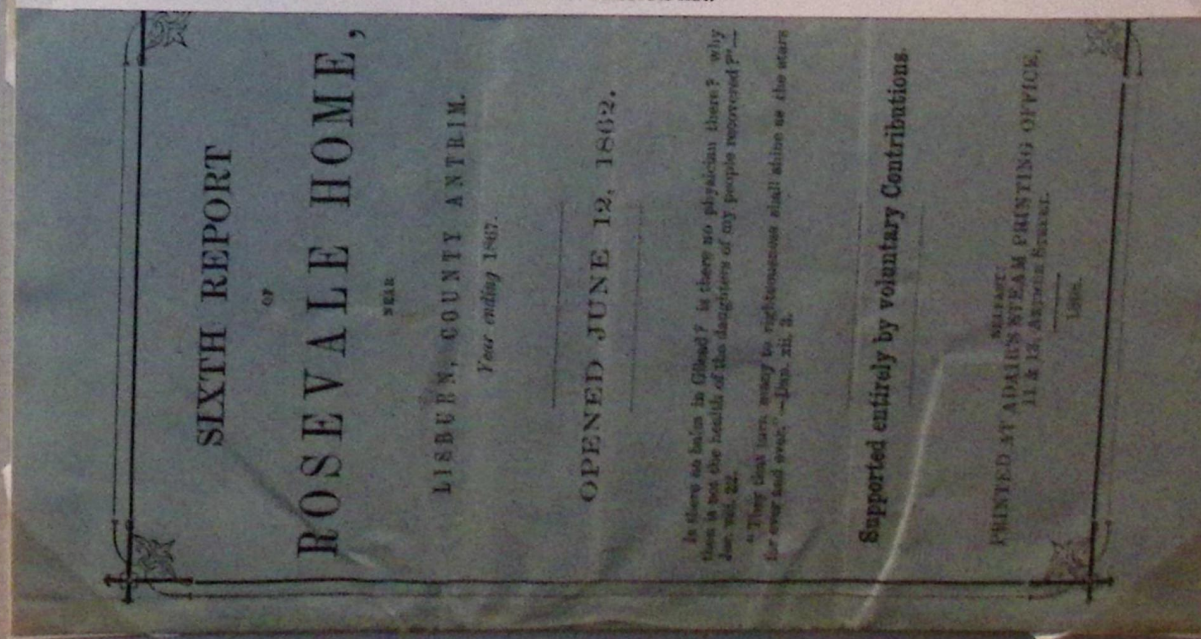 SIXTH REPORT
OF
ROSEVALE HOME,
NEAR
LISBURN, COUNTY ANTRIM.
Year ending 1867.
OPENED JUNE 12, 1862.
Is there no balm in Gilead? is there no physician there? why
then is not the health of the daughters of my people recovered?"—
Jer. viii. 22.
"They that turn many to righteousness shall shine as the stars
for ever and ever."—Dan. xii. 3.
Supported entirely by voluntary Contributions.
BELFAST:
PRINTED AT ADAIR'S STEAM PRINTING OFFICE,
11 & 13, ARTHUR STREET.
1868.